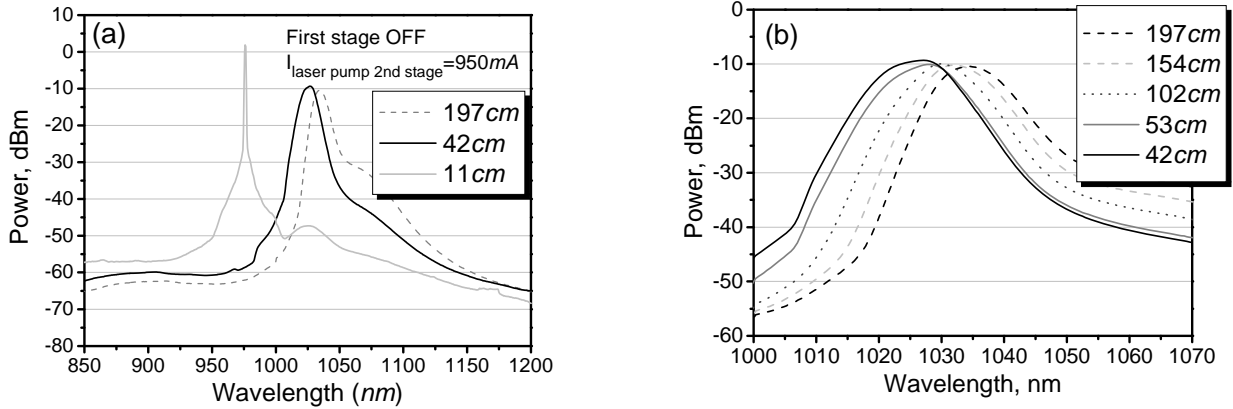 (a)
First stage OFF
I laser pump 2nd stage=950mA
197cm
42cm
11cm
Power, dBm
10
0
-10
-20
-30
-40
-50
-60
-70
-80
850 900 950 1000 1050 1100 1150 1200
Wavelength (nm)
(b)
197cm
154cm
102cm
53cm
42cm
Power, dBm
0
-10
-20
-30
-40
-50
-60
1000 1010 1020 1030 1040 1050 1060 1070
Wavelength, nm